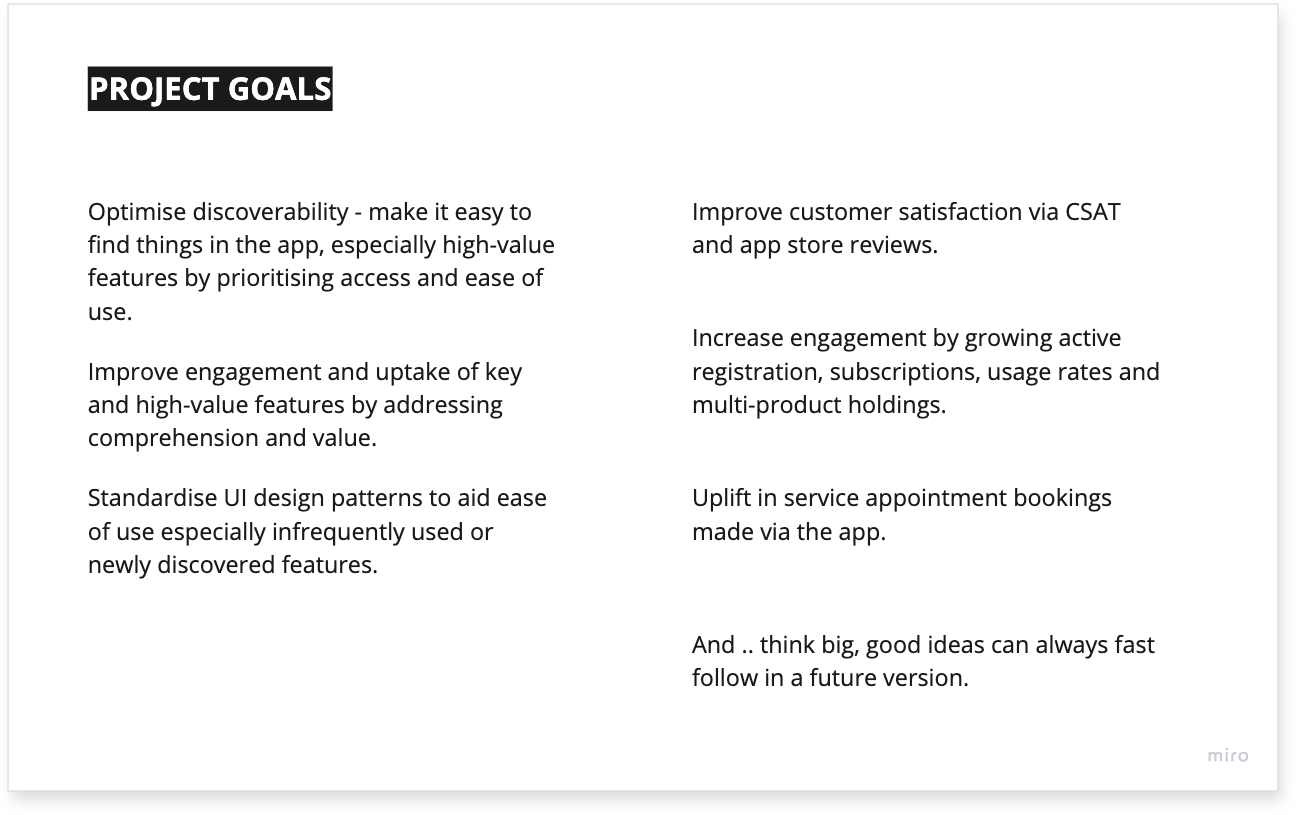 PROJECT GOALS
Optimise discoverability - make it easy to
find things in the app, especially high-value
features by prioritising access and ease of
use.
Improve engagement and uptake of key
and high-value features by addressing
comprehension and value.
Standardise UI design patterns to aid ease
of use especially infrequently used or
newly discovered features.
Improve customer satisfaction via CSAT
and app store reviews.
Increase engagement by growing active
registration, subscriptions, usage rates and
multi-product holdings.
Uplift in service appointment bookings
made via the app.
And .. think big, good ideas can always fast
follow in a future version.
miro